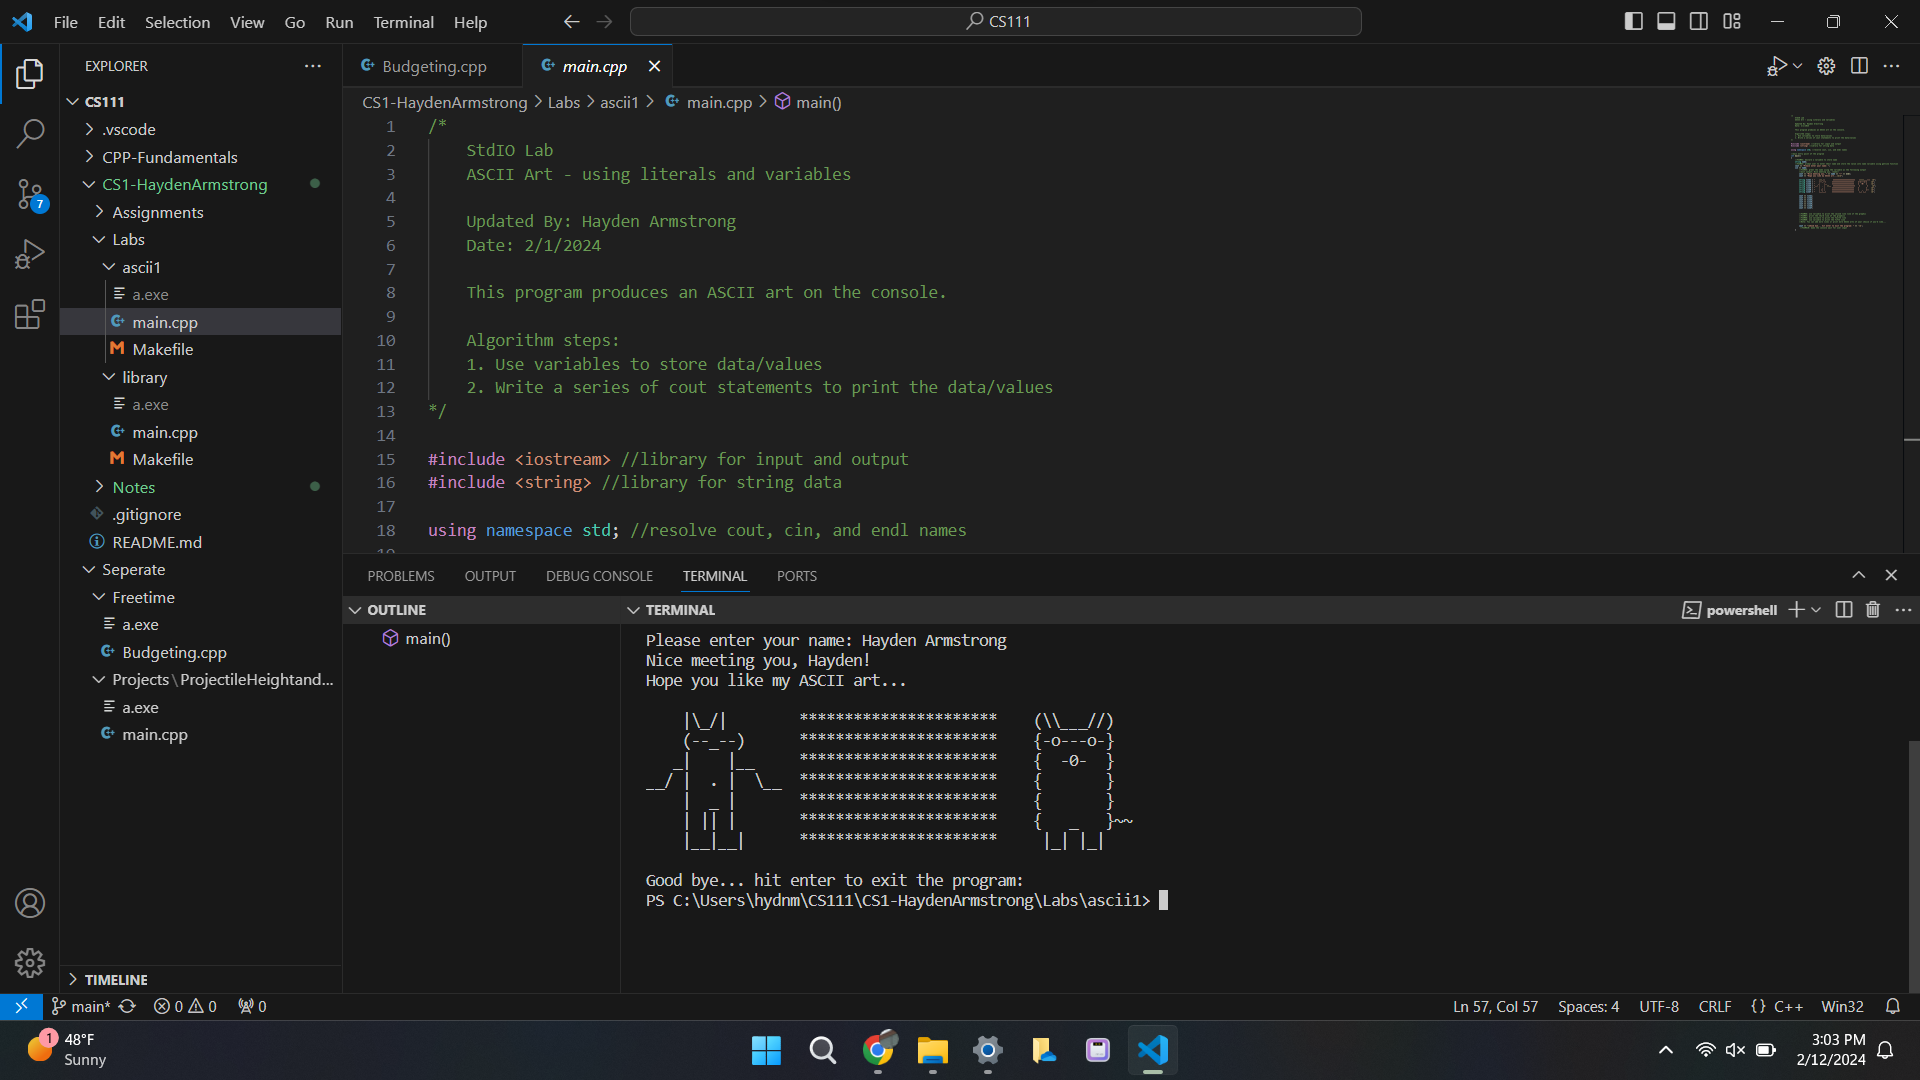 File Edit Selection View Go Run Terminal Help
CS111
EXPLORER
CS111
.vscode
CPP-Fundamentals
CS1-HaydenArmstrong
Assignments
Labs
ascii1
a.exe
main.cpp
Makefile
library
a.exe
main.cpp
Makefile
Notes
.gitignore
README.md
Seperate
Freetime
a.exe
Budgeting.cpp
Projects\ProjectileHeightand...
a.exe
main.cpp
TIMELINE
7
Budgeting.cpp main.cpp
CS1-HaydenArmstrong > Labs > ascii1 > main.cpp > main()
1 /*
2 StdIO Lab
3 ASCII Art - using literals and variables
4
5 Updated By: Hayden Armstrong
6 Date: 2/1/2024
7
8 This program produces an ASCII art on the console.
9
10 Algorithm steps:
11 1. Use variables to store data/values
12 2. Write a series of cout statements to print the data/values
13 */
14
15 #include <iostream> //library for input and output
16 #include <string> //library for string data
17
18 using namespace std; //resolve cout, cin, and endl names
PROBLEMS OUTPUT DEBUG CONSOLE TERMINAL PORTS
OUTLINE
main()
TERMINAL
powershell
Please enter your name: Hayden Armstrong
Nice meeting you, Hayden!
Hope you like my ASCII art...
    |\_/|        **********************    (\\___//)
    (--_--)      **********************    {-o---o-}
   _|    |__     **********************    {  -0-  }
__/ |  . |  \__  **********************    {       }
    |  _ |       **********************    {       }
    | || |       **********************    {   _   }~~
    |__|__|      **********************     |_| |_|
Good bye... hit enter to exit the program:
PS C:\Users\hydnm\CS111\CS1-HaydenArmstrong\Labs\ascii1>
main* 0 0 0
Ln 57, Col 57 Spaces: 4 UTF-8 CRLF {} C++ Win32
1
48°F
Sunny
3:03 PM
2/12/2024